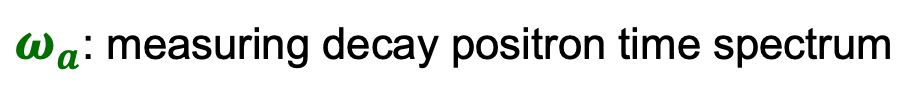 ωₐ: measuring decay positron time spectrum